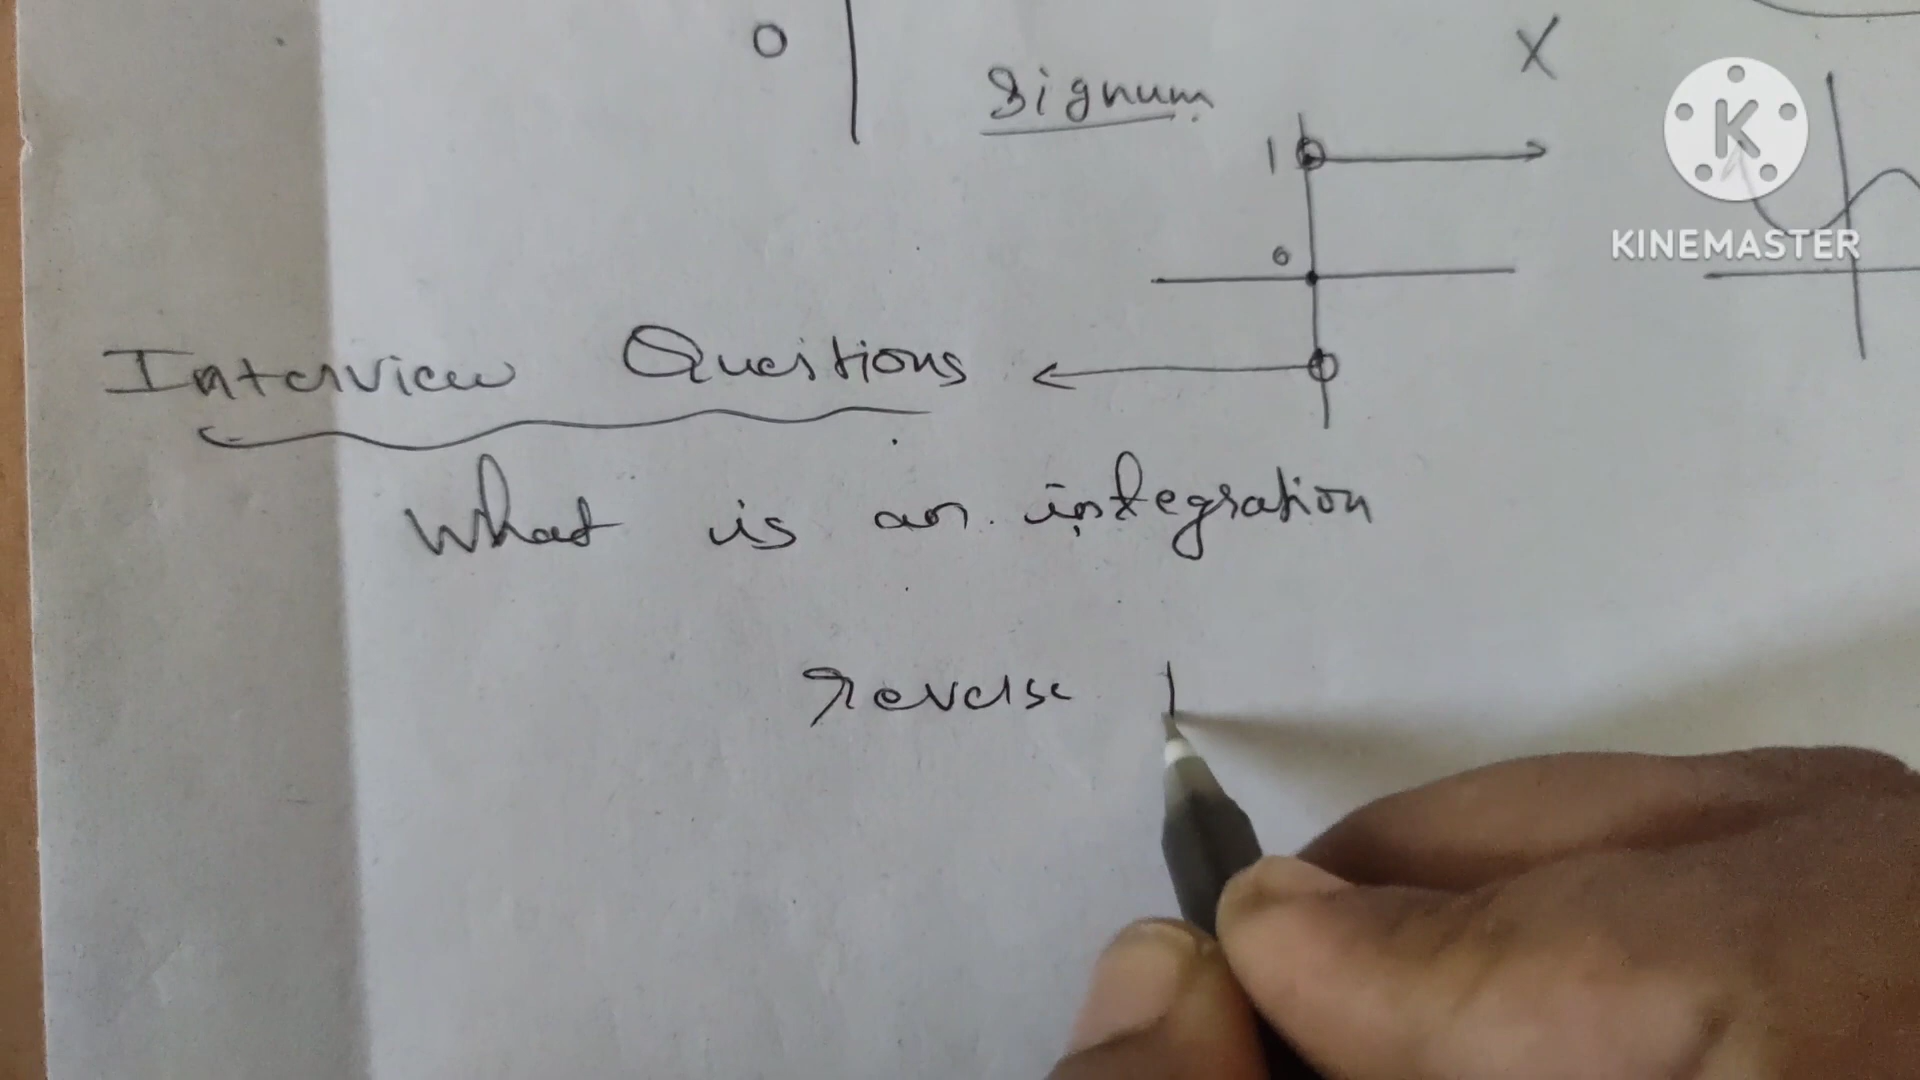 0
X
Signum
1
0
K
KINEMASTER
Interview Questions
What is an integration
reverse